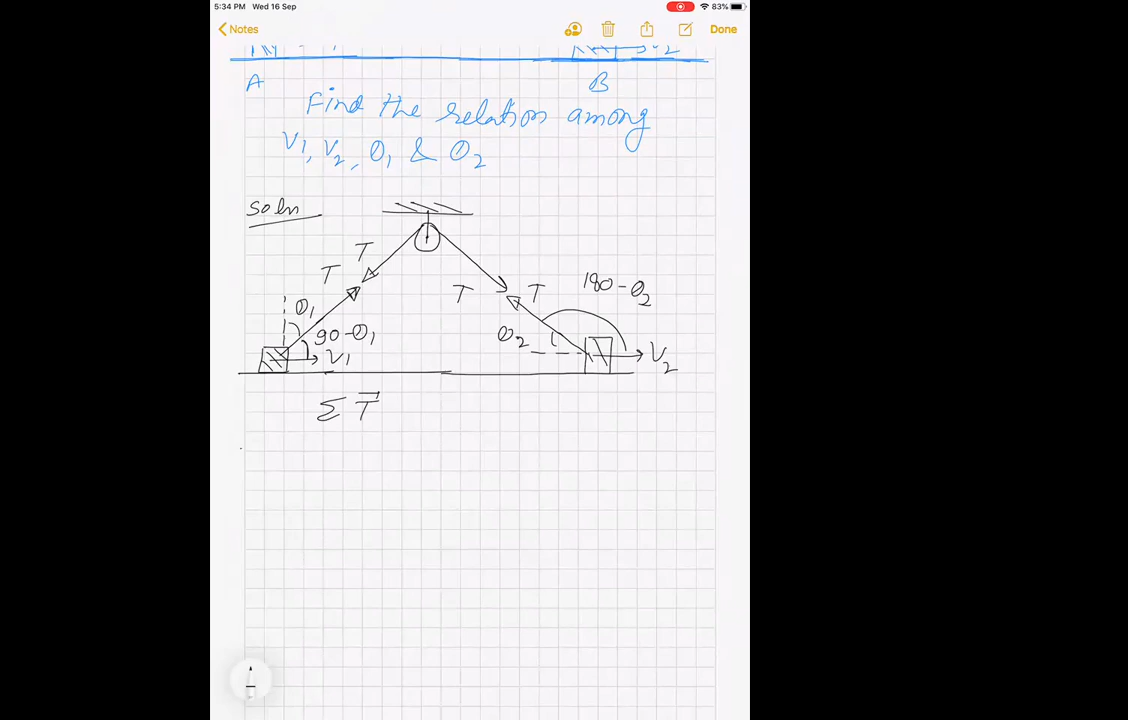 5:34 PM Wed 16 Sep
83%
Notes
Done
A
B
Find the relation among
V1, V2, θ1 & θ2
Soln
T
T
T
T
180-θ2
θ1
90-θ1
V1
θ2
V2
Σ T⃗